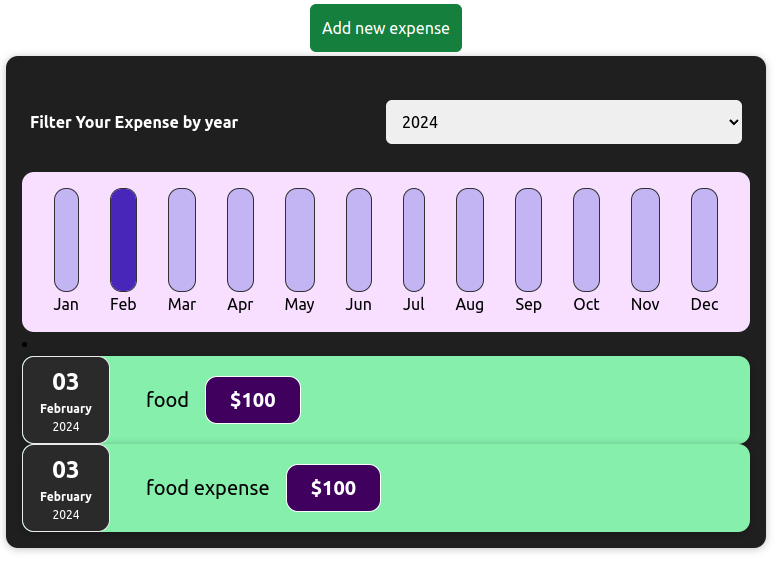 Add new expense
Filter Your Expense by year
2024
Jan Feb Mar Apr May Jun Jul Aug Sep Oct Nov Dec
03
February
2024
food
$100
03
February
2024
food expense
$100